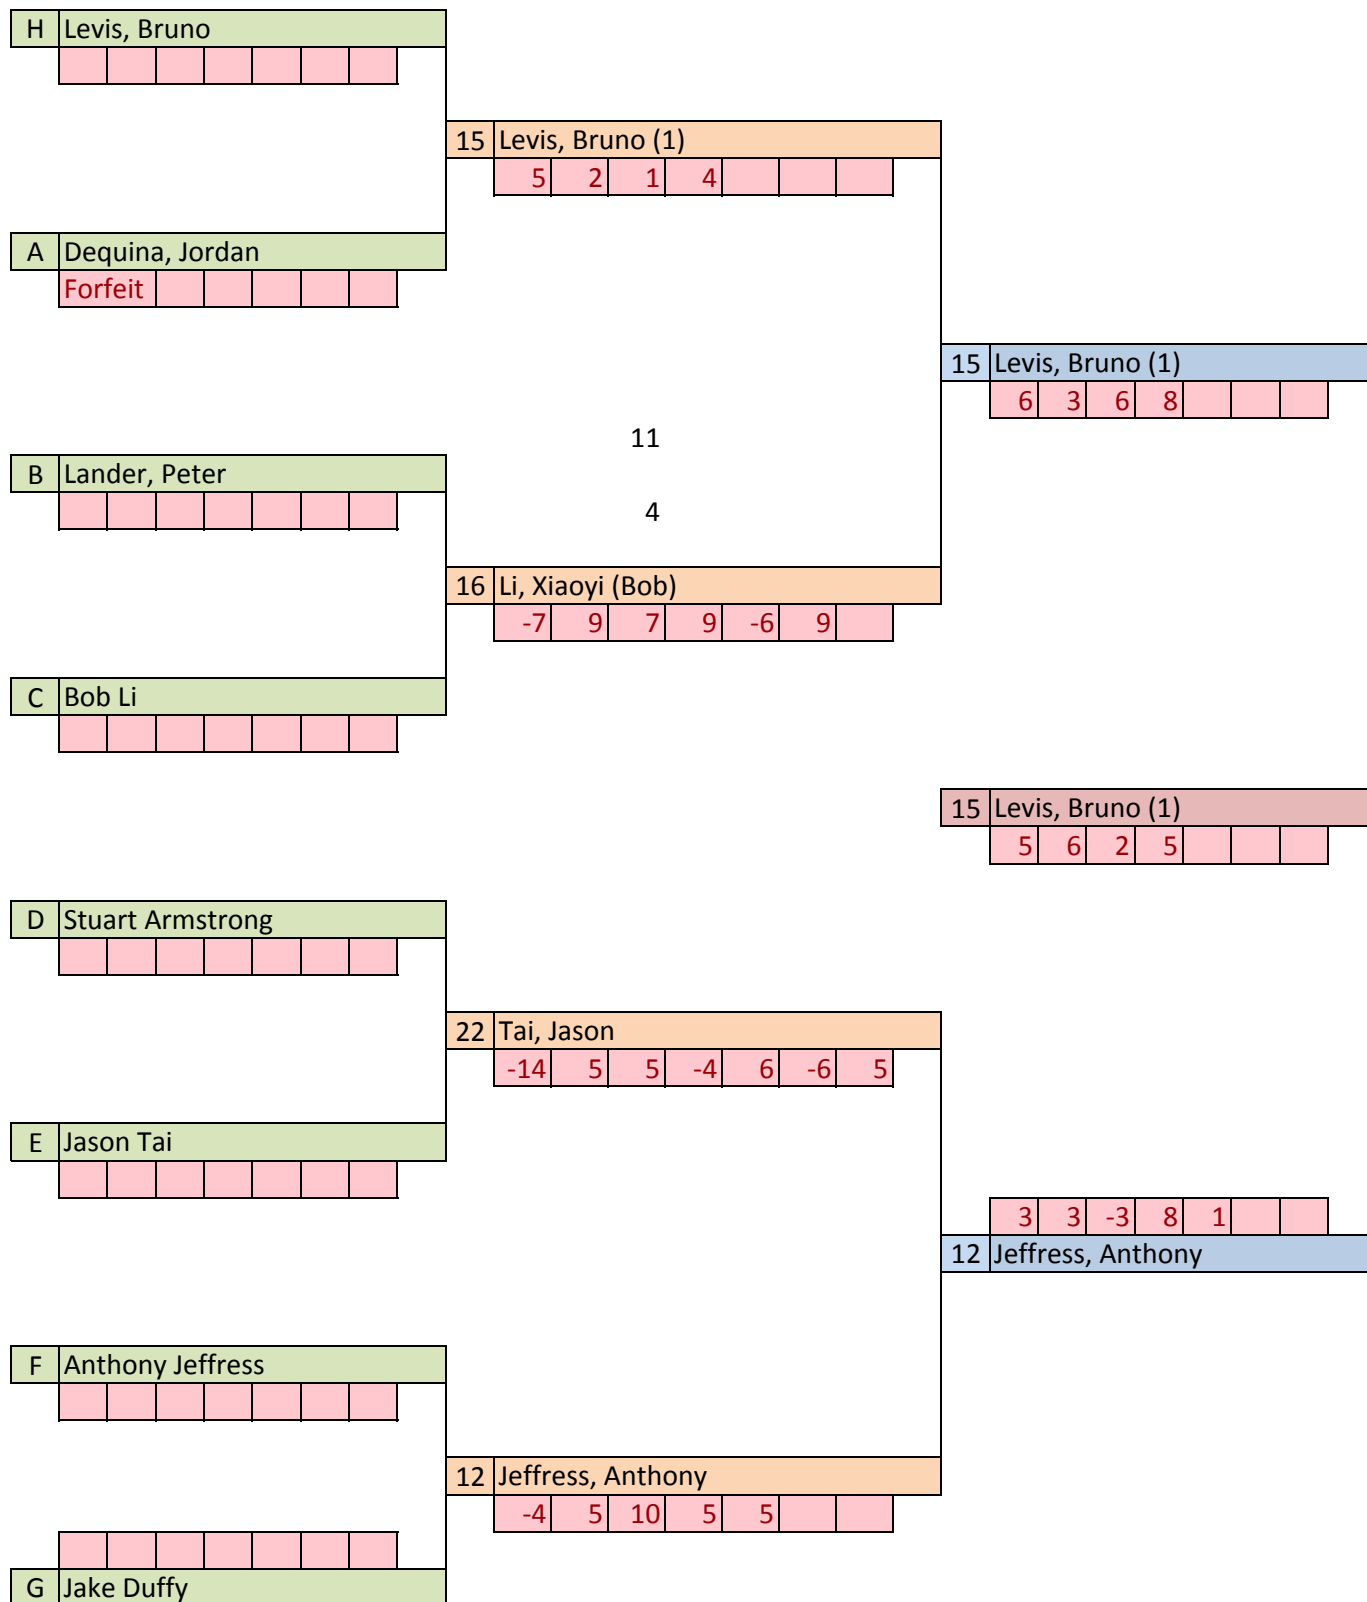 H Levis, Bruno
15 Levis, Bruno (1)
5 2 1 4
A Dequina, Jordan
Forfeit
15 Levis, Bruno (1)
6 3 6 8
11
B Lander, Peter
4
16 Li, Xiaoyi (Bob)
-7 9 7 9 -6 9
C Bob Li
15 Levis, Bruno (1)
5 6 2 5
D Stuart Armstrong
22 Tai, Jason
-14 5 5 -4 6 -6 5
E Jason Tai
3 3 -3 8 1
12 Jeffress, Anthony
F Anthony Jeffress
12 Jeffress, Anthony
-4 5 10 5 5
G Jake Duffy